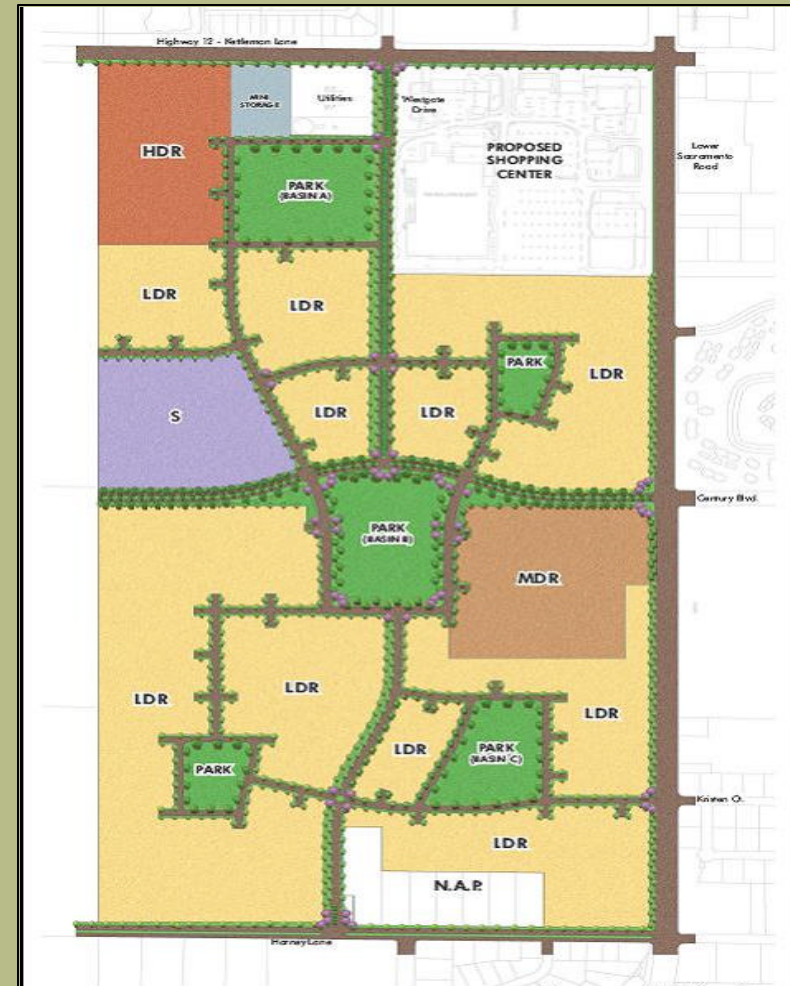 Highway 12 - Kettleman Lane
MINI
STORAGE
Utilities
Westgate
Drive
PROPOSED
SHOPPING
CENTER
Lower
Sacramento
Road
HDR
PARK
(BASIN A)
LDR
LDR
PARK
LDR
S
LDR
LDR
Century Blvd.
PARK
(BASIN B)
MDR
LDR
LDR
LDR
LDR
PARK
(BASIN C)
PARK
Kristen Ct.
LDR
N.A.P.
Harney Lane